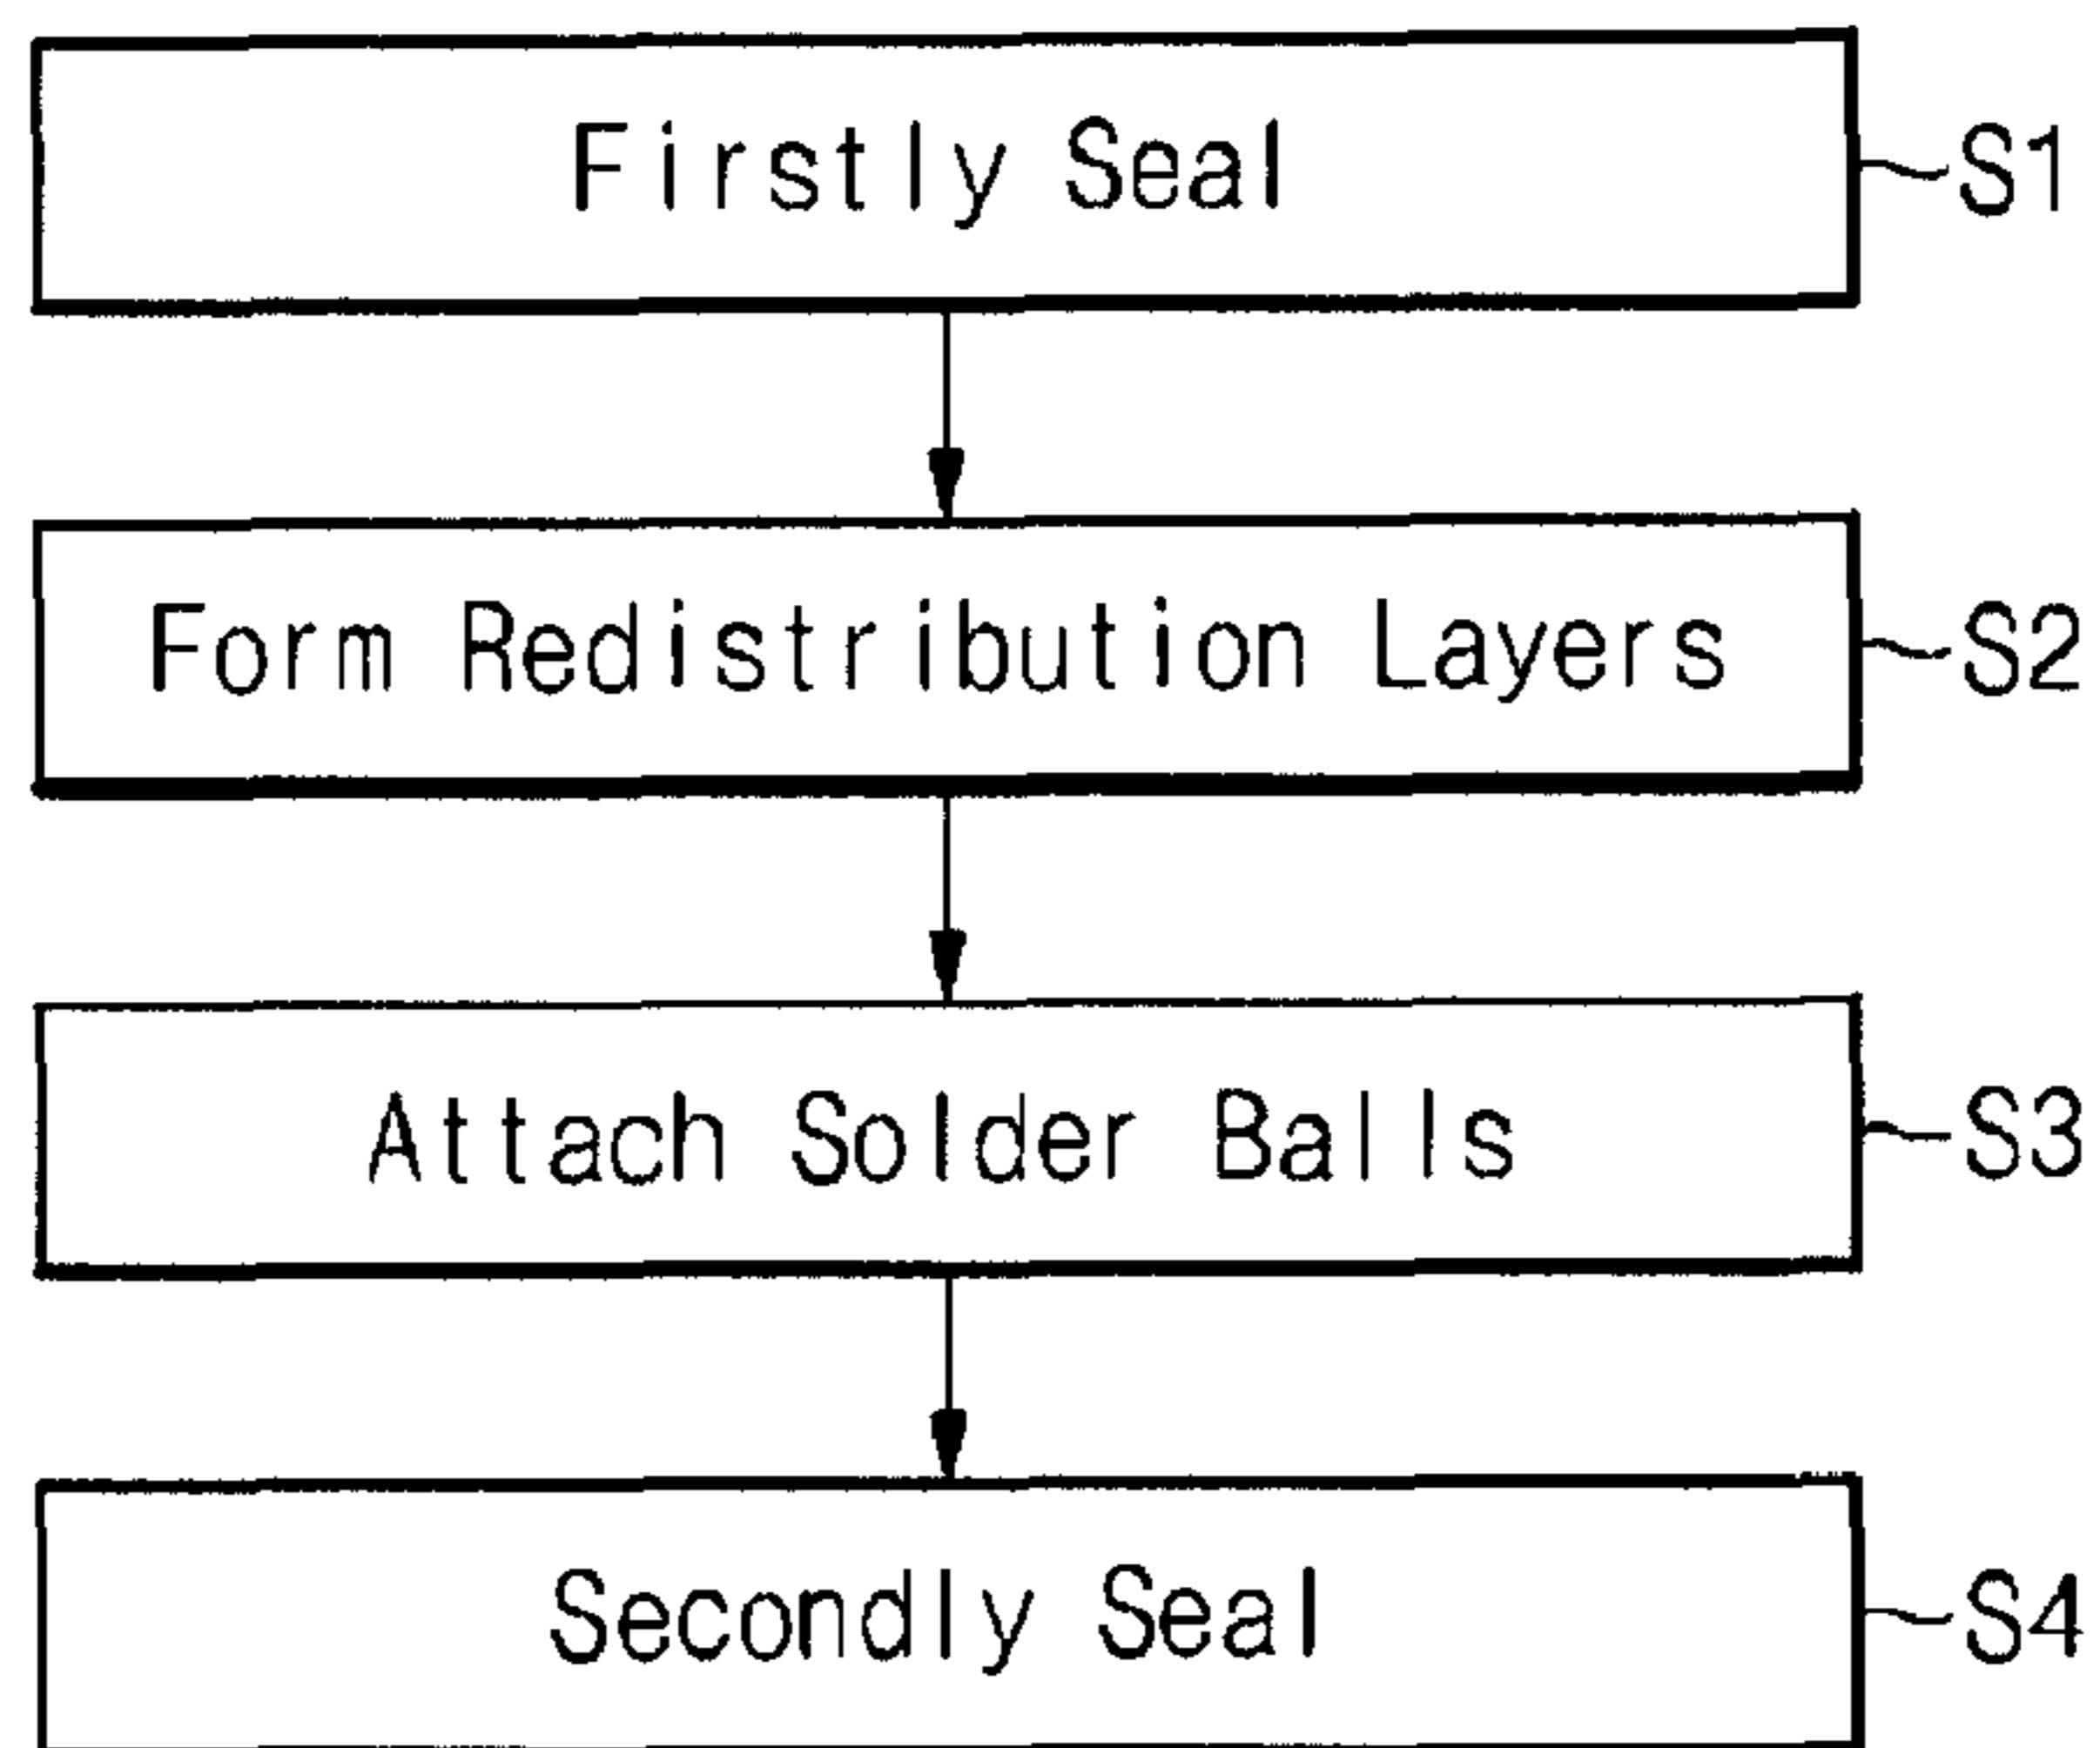 Firstly Seal
S1
Form Redistribution Layers
S2
Attach Solder Balls
S3
Secondly Seal
S4